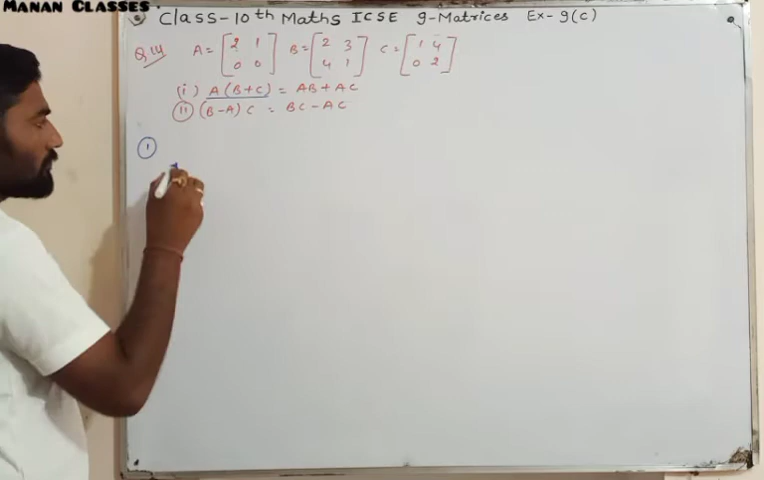 MANAN CLASSES
Class-10th Maths ICSE 9-Matrices Ex-9(c)
Q.14 A = [2 1 B = [2 3 C = [1 4
0 0] 4 1] 0 2]
(i) A(B+C) = AB + AC
(ii) (B-A)C = BC - AC
(1)